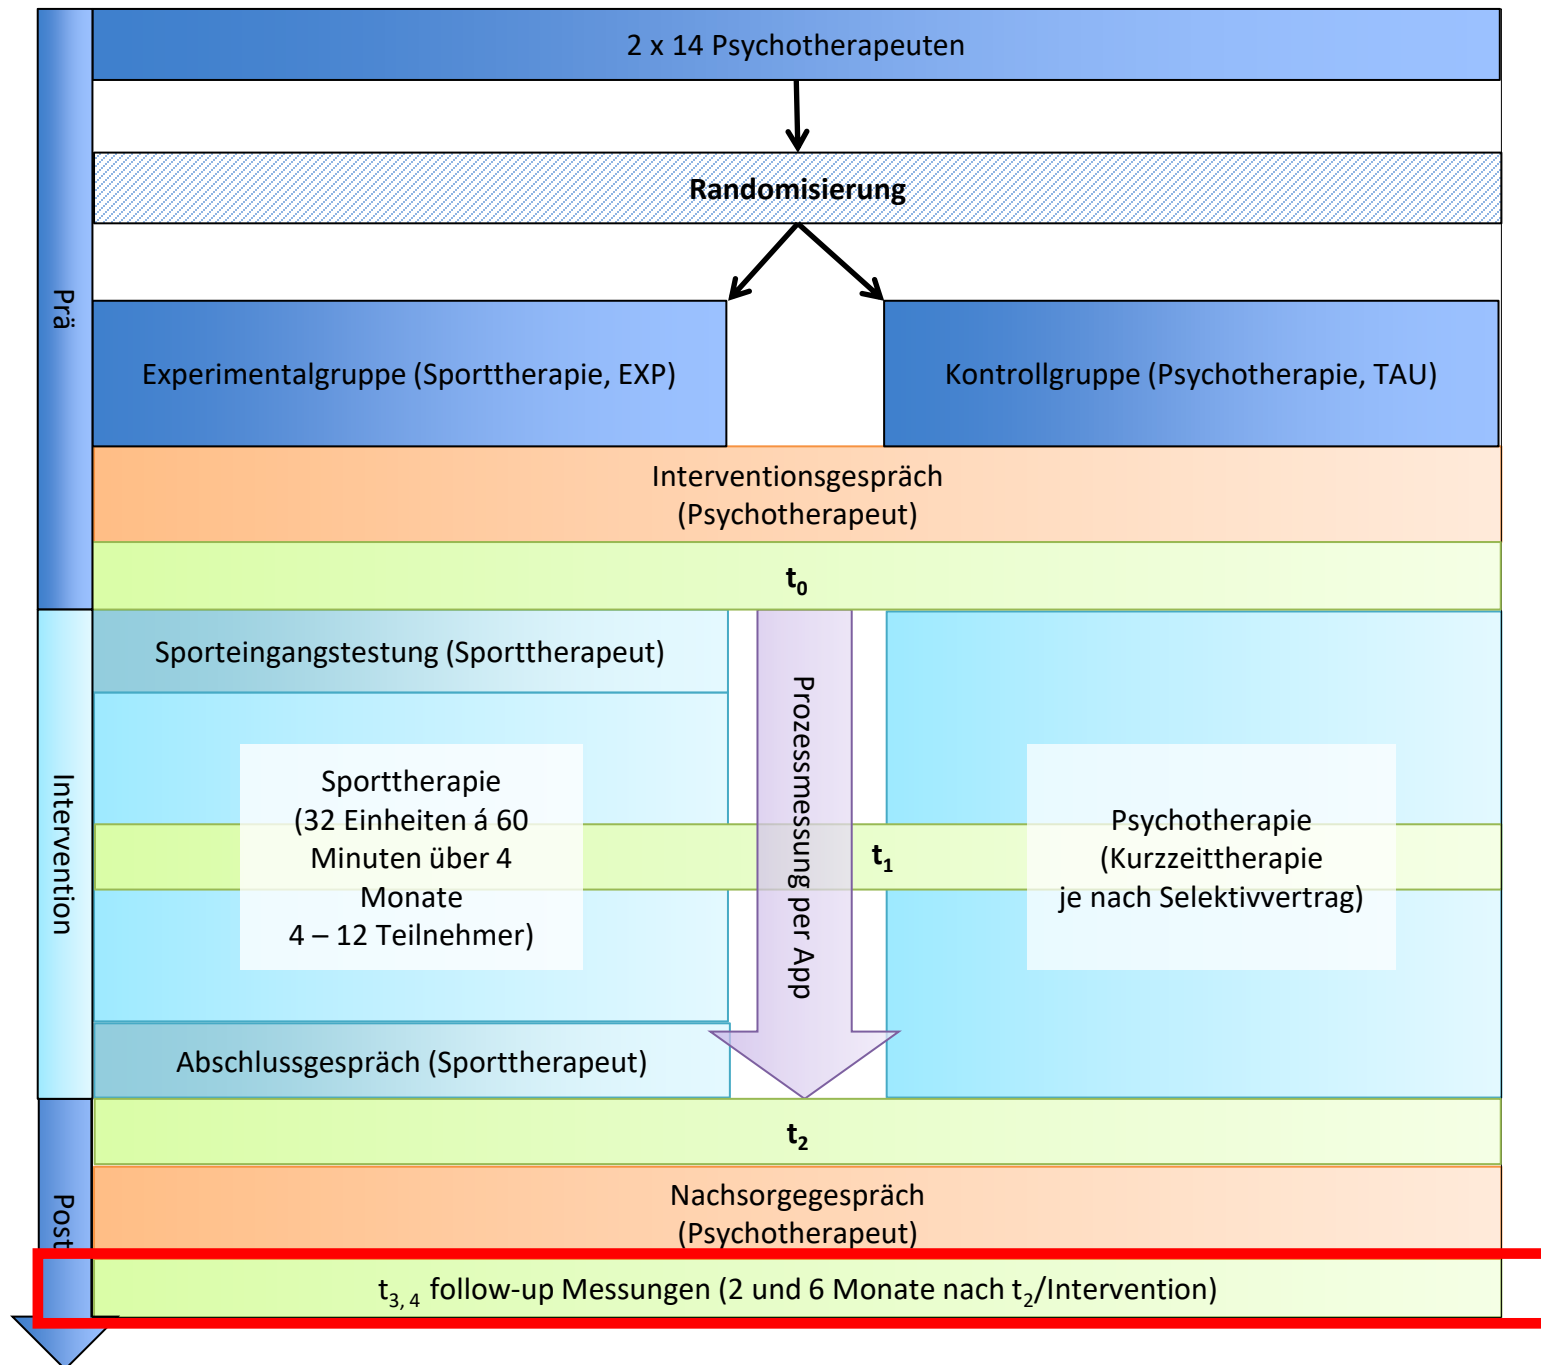 2 x 14 Psychotherapeuten
Randomisierung
Prä
Experimentalgruppe (Sporttherapie, EXP)
Kontrollgruppe (Psychotherapie, TAU)
Interventionsgespräch
(Psychotherapeut)
t0
Intervention
Sporteingangstestung (Sporttherapeut)
Prozessmessung per App
Sporttherapie
(32 Einheiten á 60
Minuten über 4
Monate
4 – 12 Teilnehmer)
t1
Psychotherapie
(Kurzzeittherapie
je nach Selektivvertrag)
Abschlussgespräch (Sporttherapeut)
Post
t2
Nachsorgegespräch
(Psychotherapeut)
t3, 4 follow-up Messungen (2 und 6 Monate nach t2/Intervention)